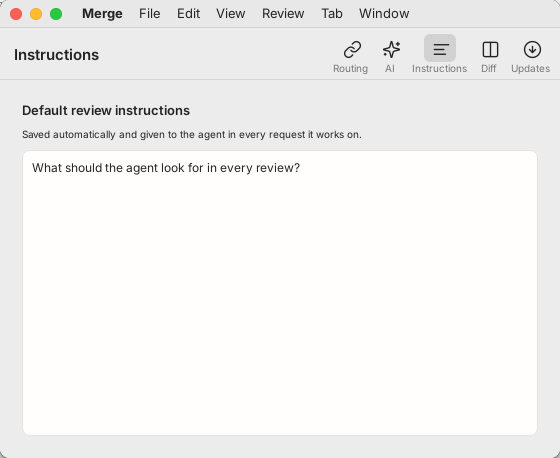 Merge File Edit View Review Tab Window
Instructions
Routing AI Instructions Diff Updates
Default review instructions
Saved automatically and given to the agent in every request it works on.
What should the agent look for in every review?